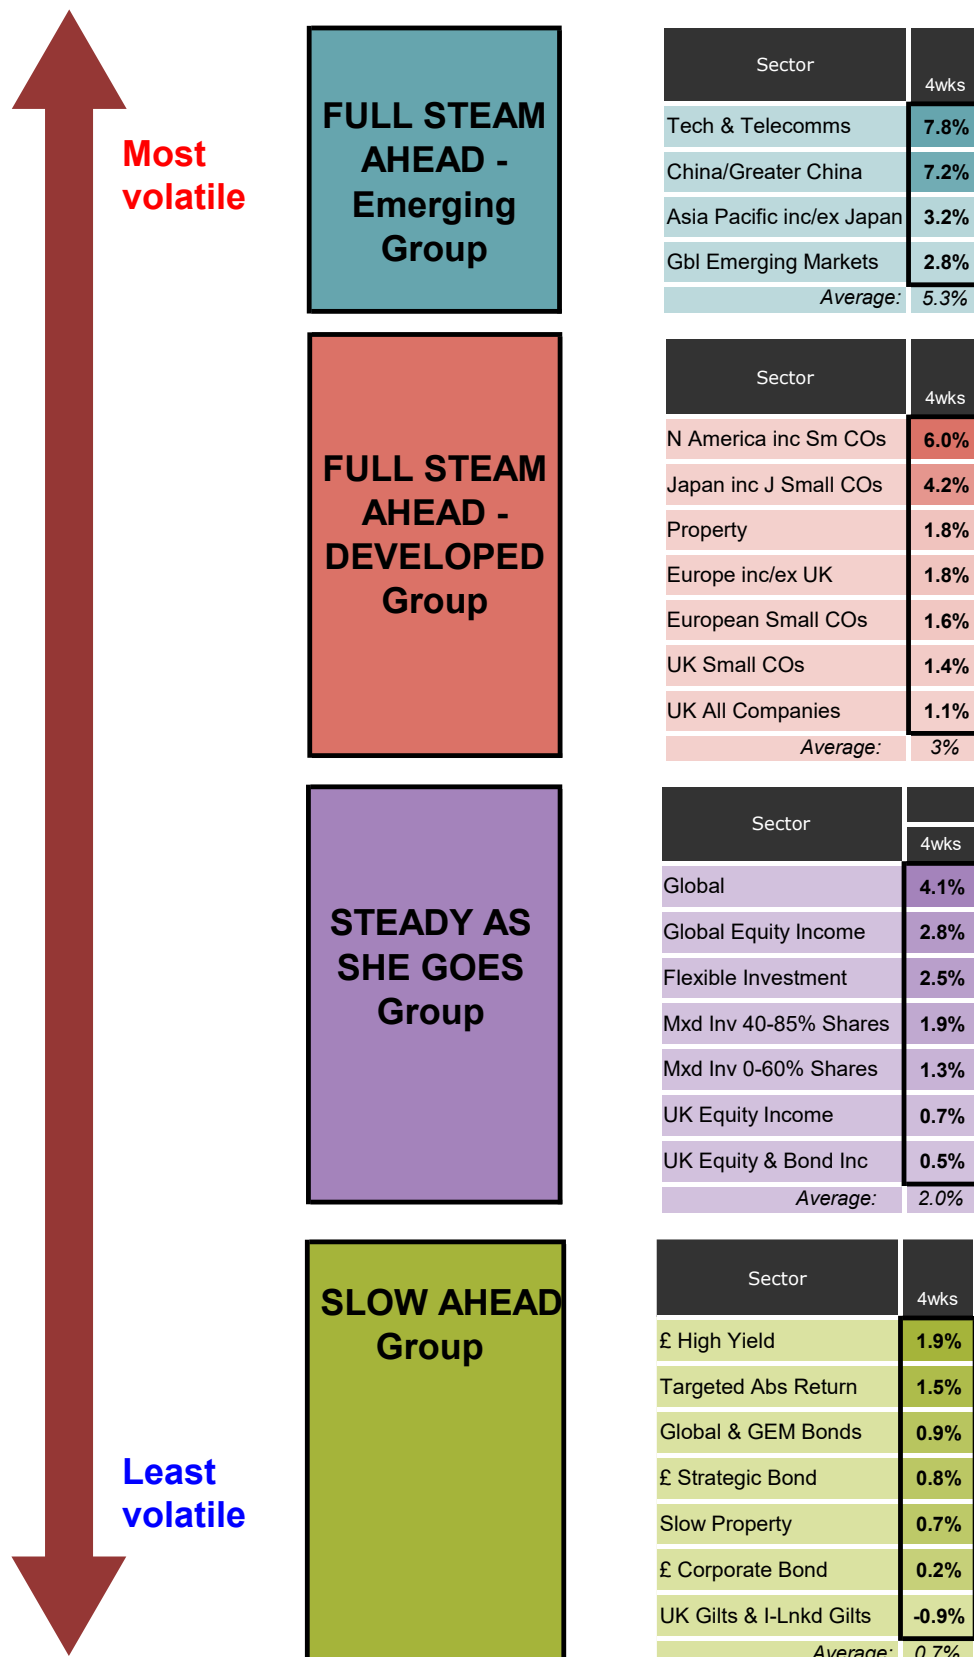 Most
volatile
FULL STEAM
AHEAD -
Emerging
Group
Sector 4wks
Tech & Telecomms 7.8%
China/Greater China 7.2%
Asia Pacific inc/ex Japan 3.2%
Gbl Emerging Markets 2.8%
Average: 5.3%
FULL STEAM
AHEAD -
DEVELOPED
Group
Sector 4wks
N America inc Sm COs 6.0%
Japan inc J Small COs 4.2%
Property 1.8%
Europe inc/ex UK 1.8%
European Small COs 1.6%
UK Small COs 1.4%
UK All Companies 1.1%
Average: 3%
STEADY AS
SHE GOES
Group
Sector 4wks
Global 4.1%
Global Equity Income 2.8%
Flexible Investment 2.5%
Mxd Inv 40-85% Shares 1.9%
Mxd Inv 0-60% Shares 1.3%
UK Equity Income 0.7%
UK Equity & Bond Inc 0.5%
Average: 2.0%
SLOW AHEAD
Group
Least
volatile
Sector 4wks
£ High Yield 1.9%
Targeted Abs Return 1.5%
Global & GEM Bonds 0.9%
£ Strategic Bond 0.8%
Slow Property 0.7%
£ Corporate Bond 0.2%
UK Gilts & I-Lnkd Gilts -0.9%
Average: 0.7%